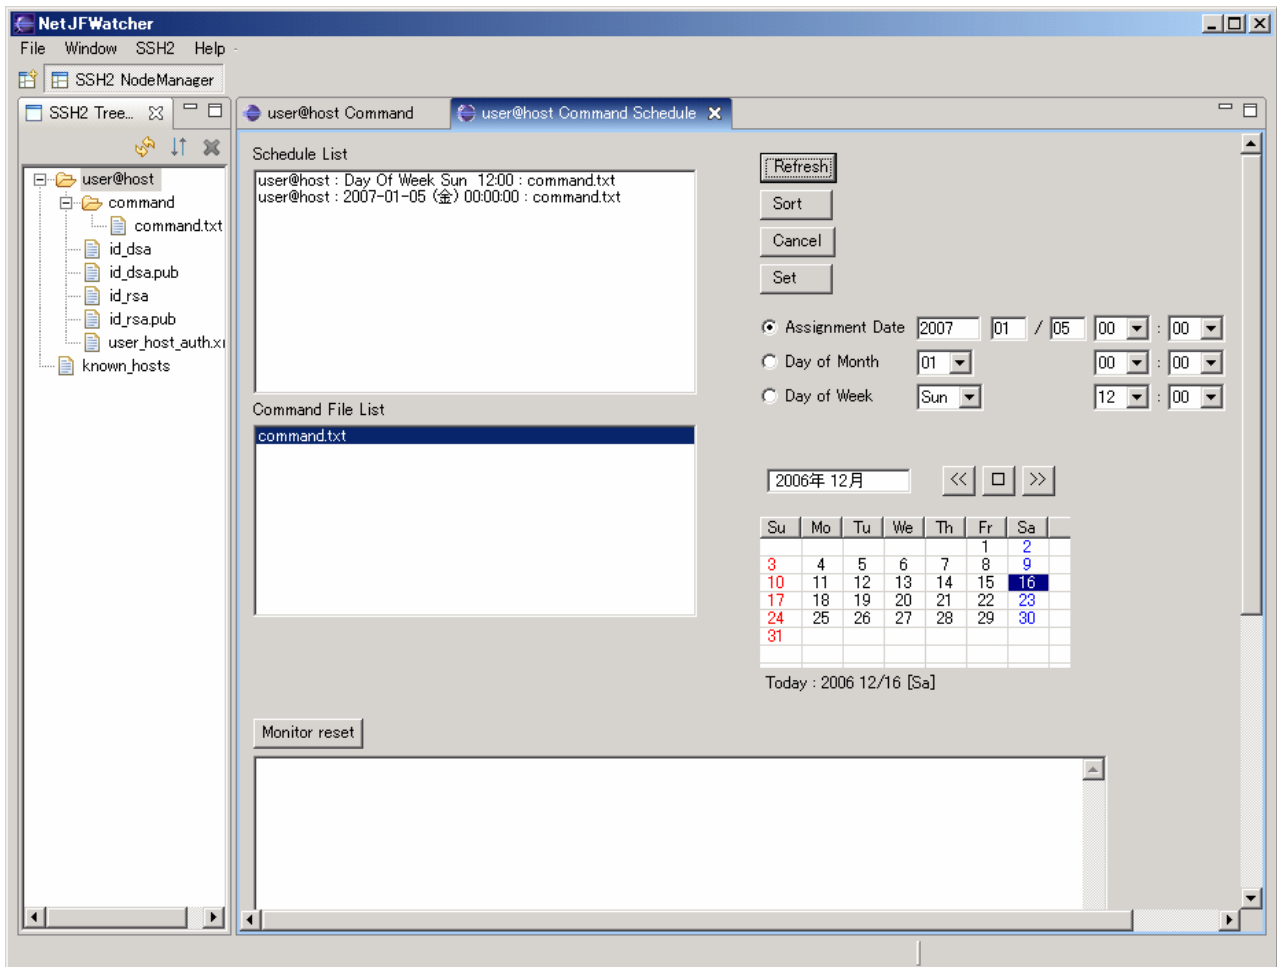 NetJFWatcher
File Window SSH2 Help
SSH2 NodeManager
SSH2 Tree...
user@host Command
user@host Command Schedule
user@host
command
command.txt
id_dsa
id_dsa.pub
id_rsa
id_rsa.pub
user_host_auth.x
known_hosts
Schedule List
user@host : Day Of Week Sun 12:00 : command.txt
user@host : 2007-01-05 (金) 00:00:00 : command.txt
Command File List
command.txt
Refresh
Sort
Cancel
Set
Assignment Date 2007 01 / 05 00 : 00
Day of Month 01 00 : 00
Day of Week Sun 12 : 00
2006年 12月 << □ >>
Su Mo Tu We Th Fr Sa
1 2
3 4 5 6 7 8 9
10 11 12 13 14 15 16
17 18 19 20 21 22 23
24 25 26 27 28 29 30
31
Today : 2006 12/16 [Sa]
Monitor reset